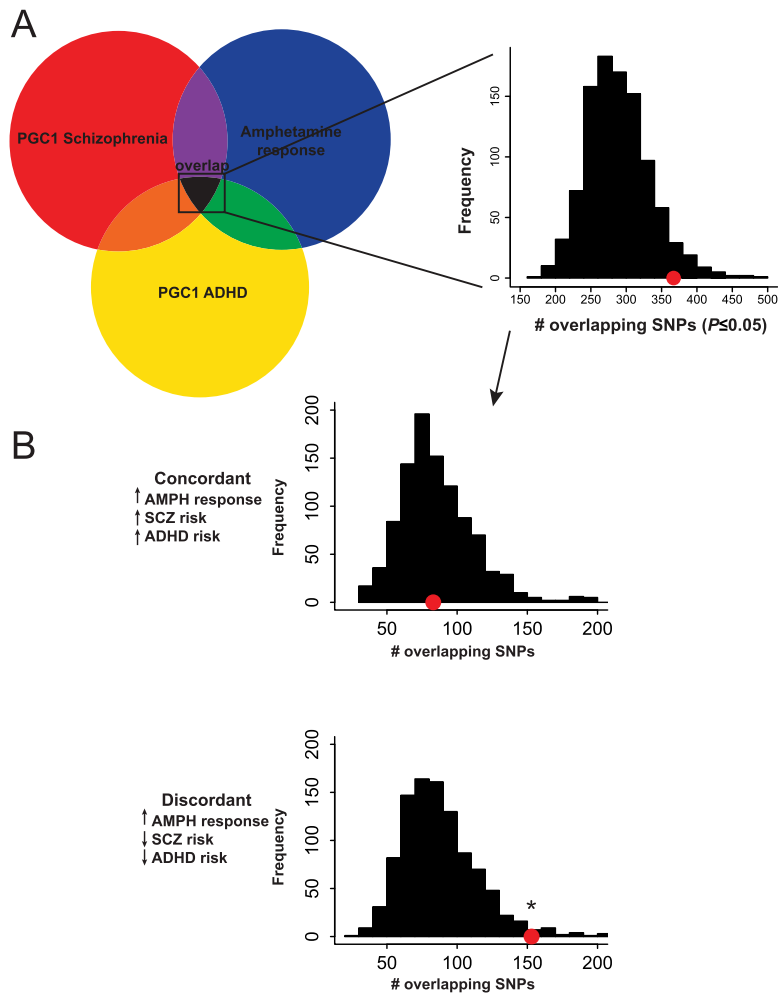 A
PGC1 Schizophrenia
Amphetamine
response
overlap
PGC1 ADHD
Frequency
0
50
100
150
150
200
250
300
350
400
450
500
# overlapping SNPs (P≤0.05)
B
Concordant
↑ AMPH response
↑ SCZ risk
↑ ADHD risk
Frequency
0
50
100
150
200
50
100
150
200
# overlapping SNPs
Discordant
↑ AMPH response
↓ SCZ risk
↓ ADHD risk
Frequency
0
50
100
150
200
*
50
100
150
200
# overlapping SNPs